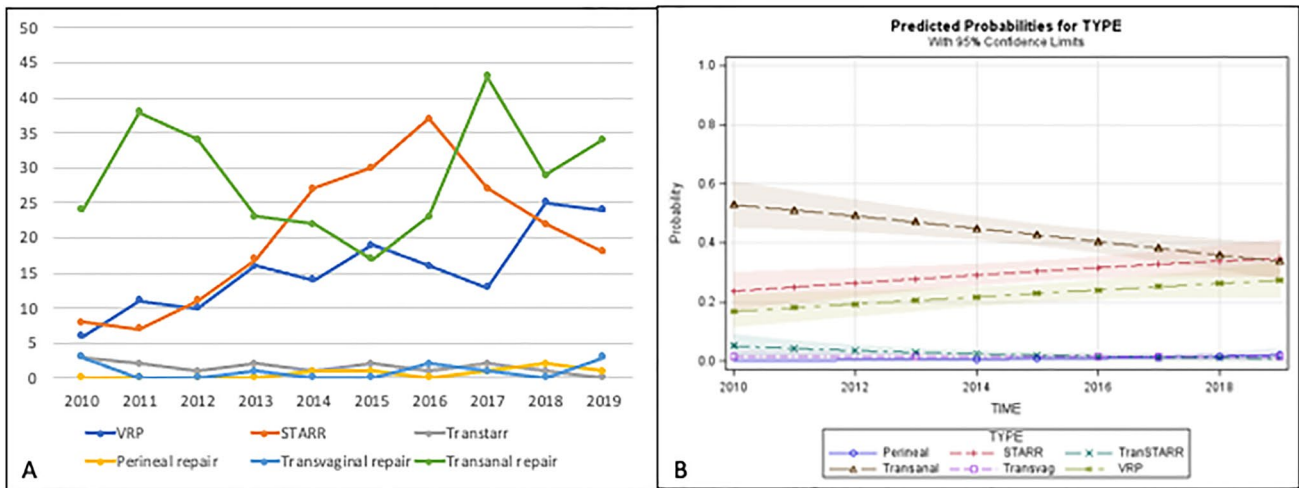 50
45
40
35
30
25
20
15
10
5
0
2010 2011 2012 2013 2014 2015 2016 2017 2018 2019
VRP STARR Transtarr
Perineal repair Transvaginal repair Transanal repair
A
Predicted Probabilities for TYPE
With 95% Confidence Limits
1.0
0.8
0.6
0.4
0.2
0.0
Probability
2010 2012 2014 2016 2018
TIME
TYPE
Perineal STARR TranSTARR
Transanal Transvag VRP
B